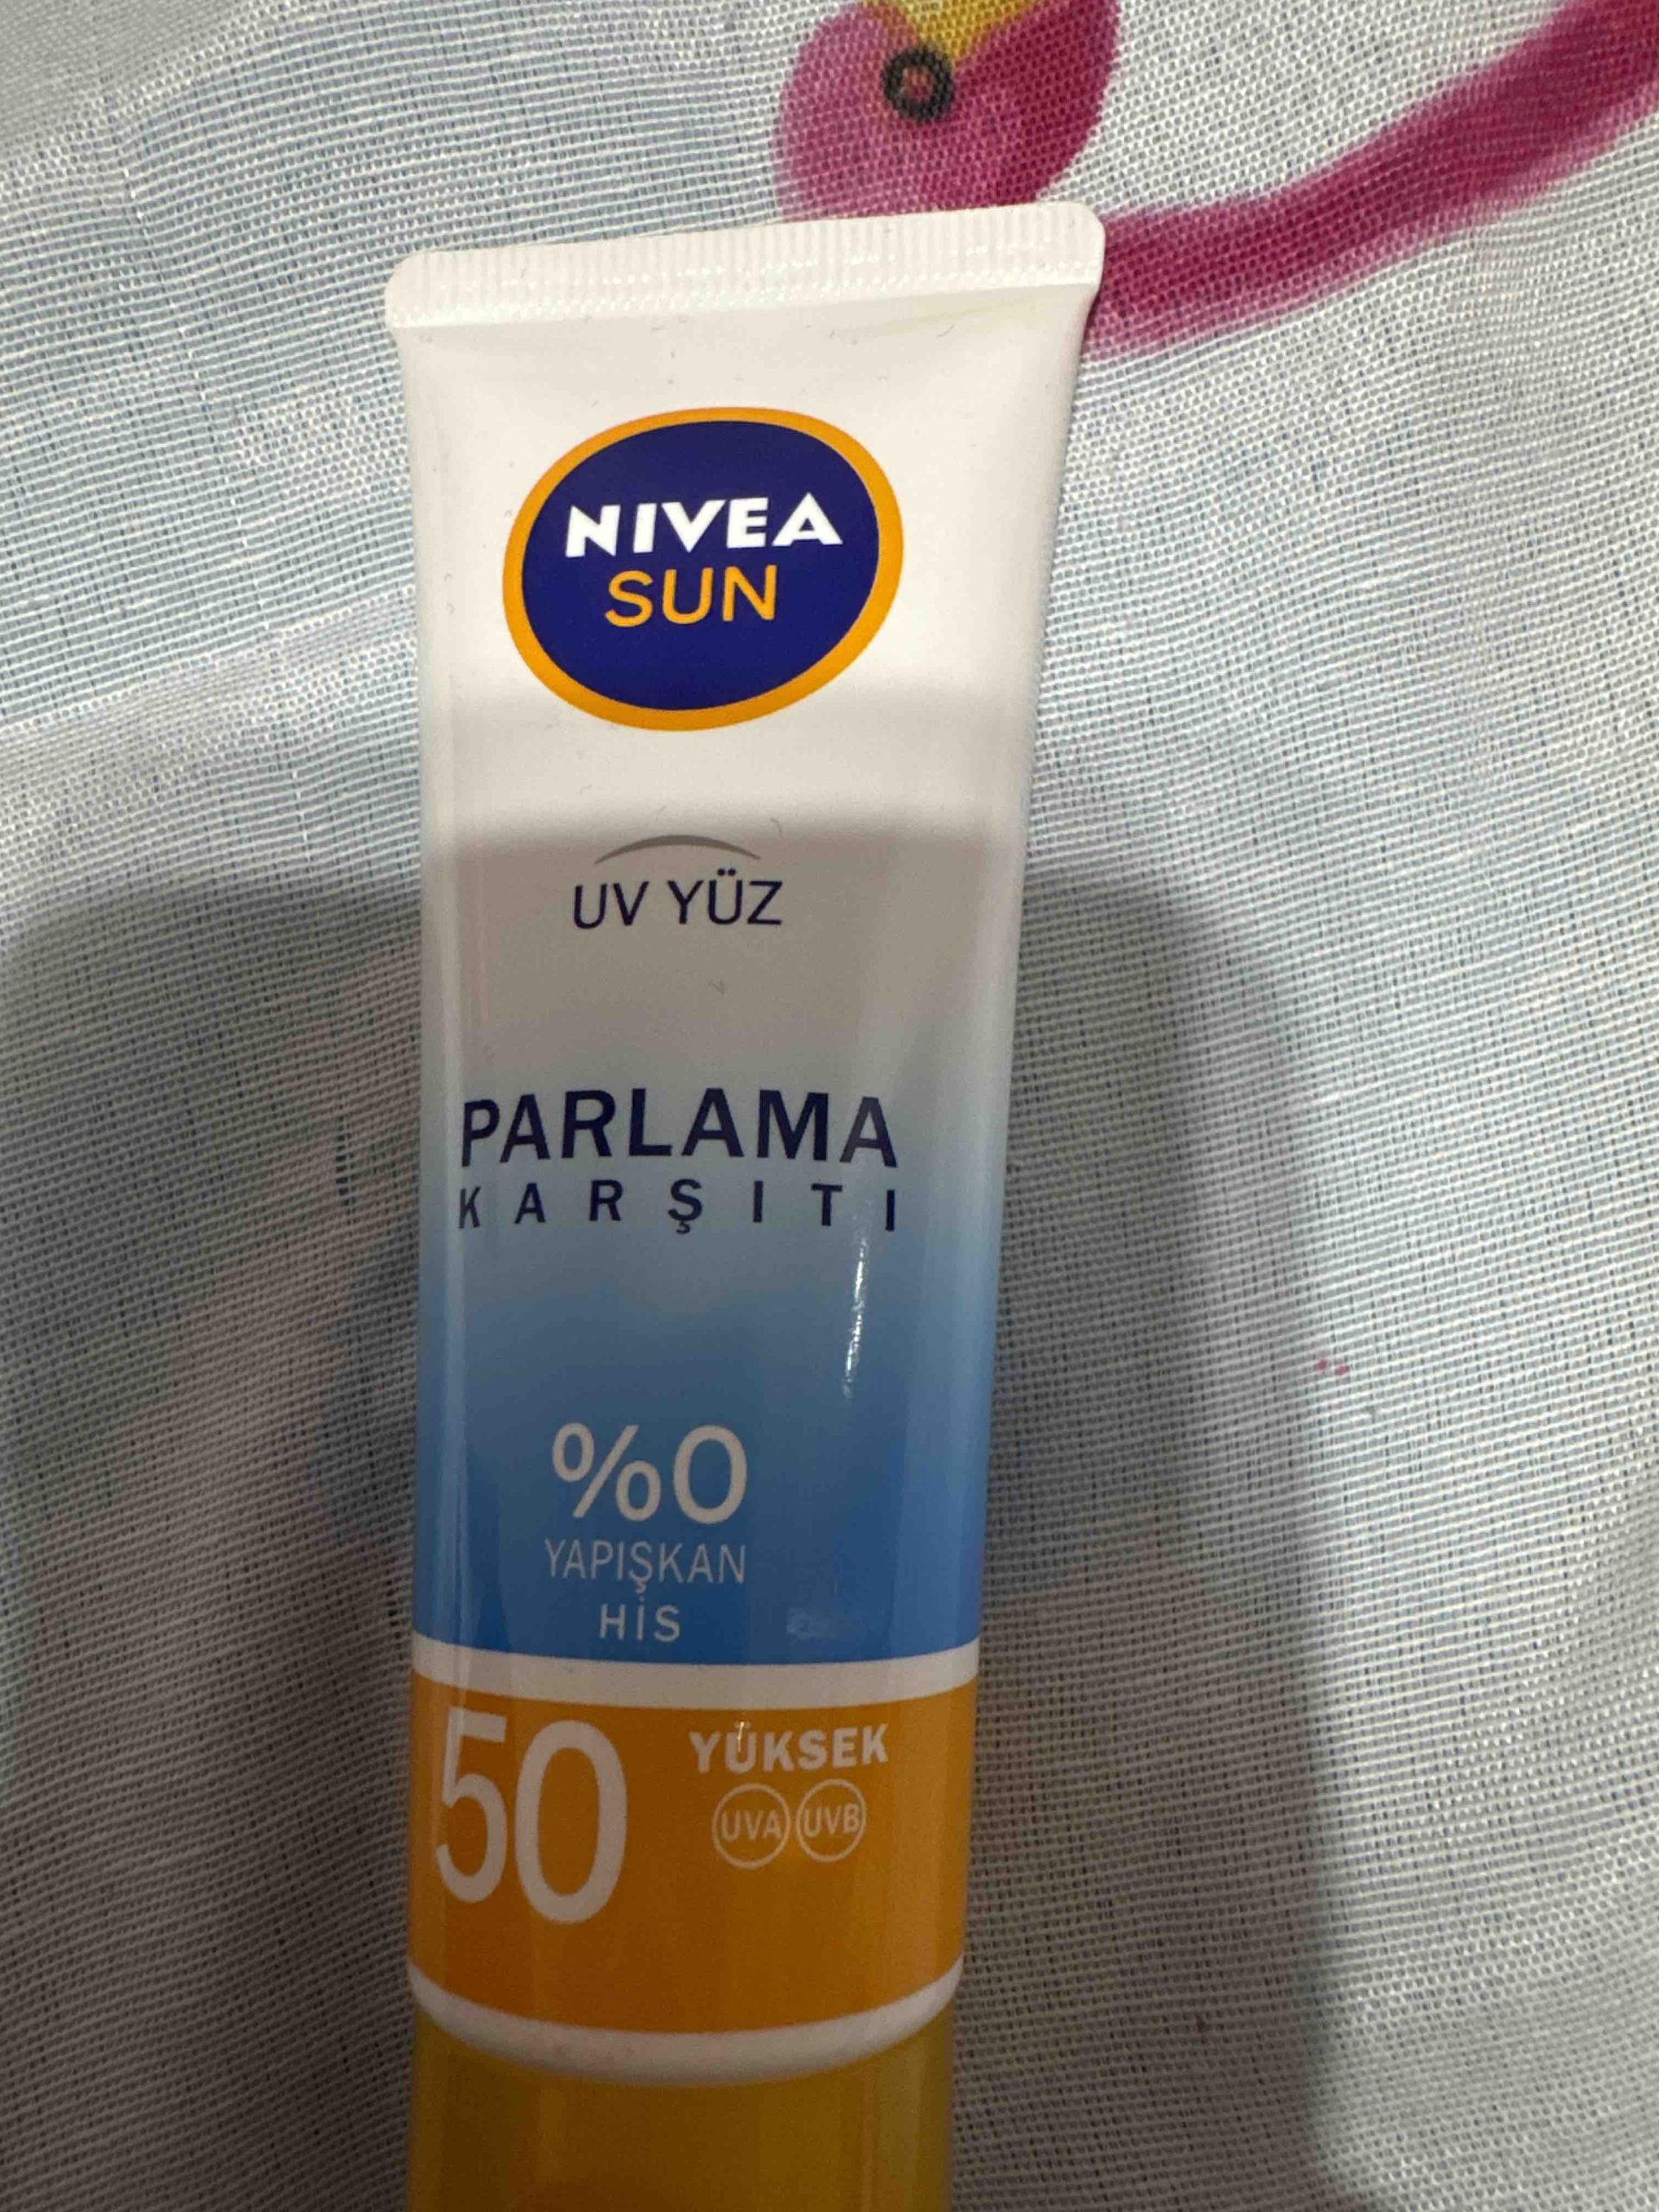 NIVEA
SUN
UV YÜZ
PARLAMA
KARŞITI
%0
YAPIŞKAN
HİS
50
YÜKSEK
UVA UVB